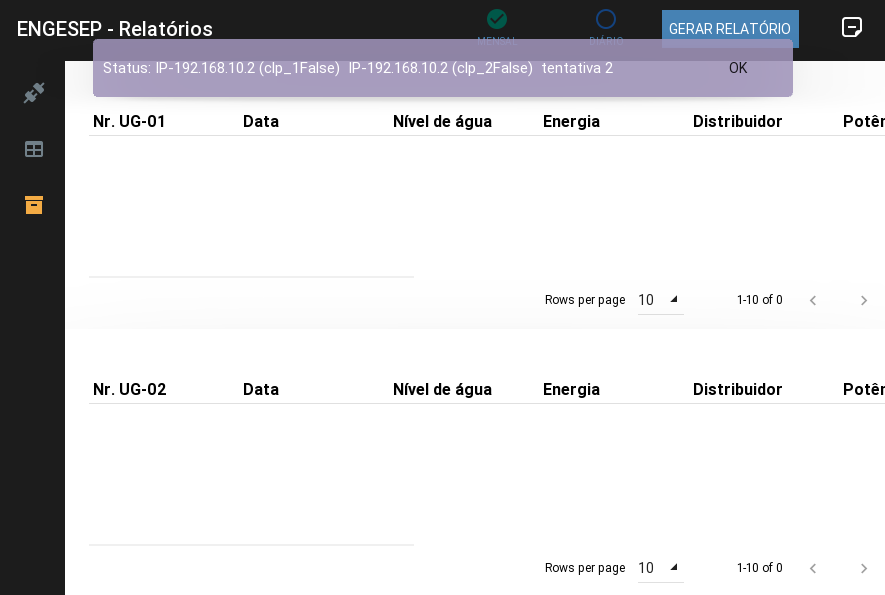 ENGESEP - Relatórios
MENSAL
DIÁRIO
GERAR RELATÓRIO
Status: IP-192.168.10.2 (clp_1False)  IP-192.168.10.2 (clp_2False)  tentativa 2
OK
Nr. UG-01 Data Nível de água Energia Distribuidor Potên
Rows per page 10 1-10 of 0
Nr. UG-02 Data Nível de água Energia Distribuidor Potên
Rows per page 10 1-10 of 0